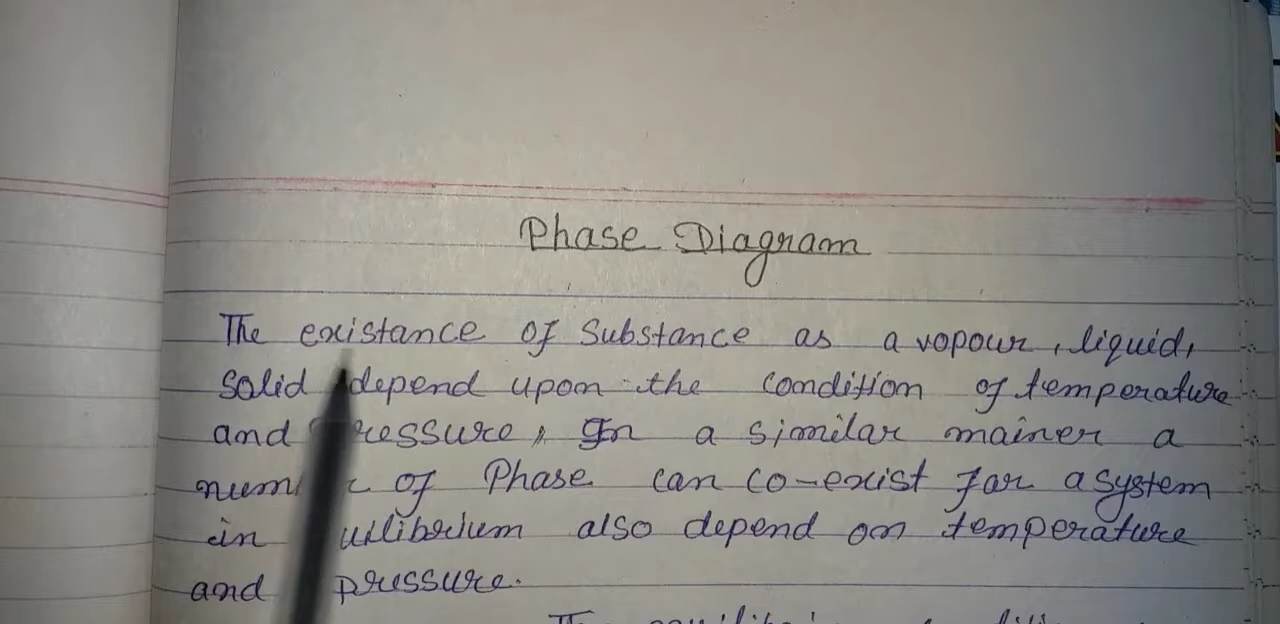 Phase Diagram
The existance of Substance as a vopour, liquid,
Solid depend upon the condition of temperature
and ressure, In a similar mainer a
num of Phase can co-exist for a system
in uilibrium also depend on temperature
and pressure.